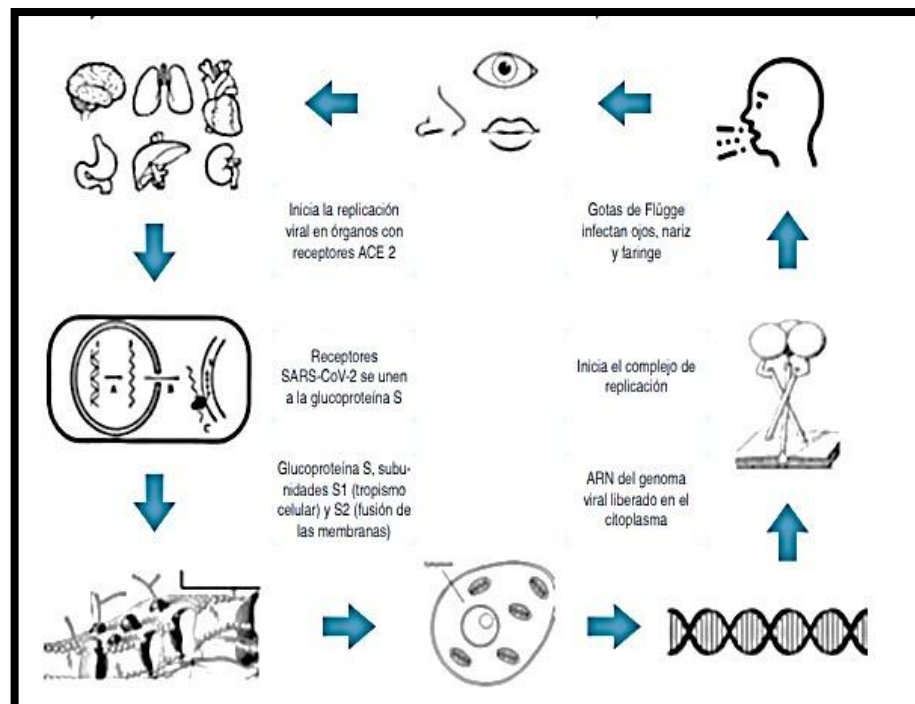 Inicia la replicación
viral en órganos con
receptores ACE 2
Gotas de Flügge
infectan ojos, nariz
y faringe
Receptores
SARS-CoV-2 se unen
a la glucoproteína S
Inicia el complejo de
replicación
Glucoproteína S, subu-
nidades S1 (tropismo
celular) y S2 (fusión de
las membranas)
ARN del genoma
viral liberado en el
citoplasma
A
B
C